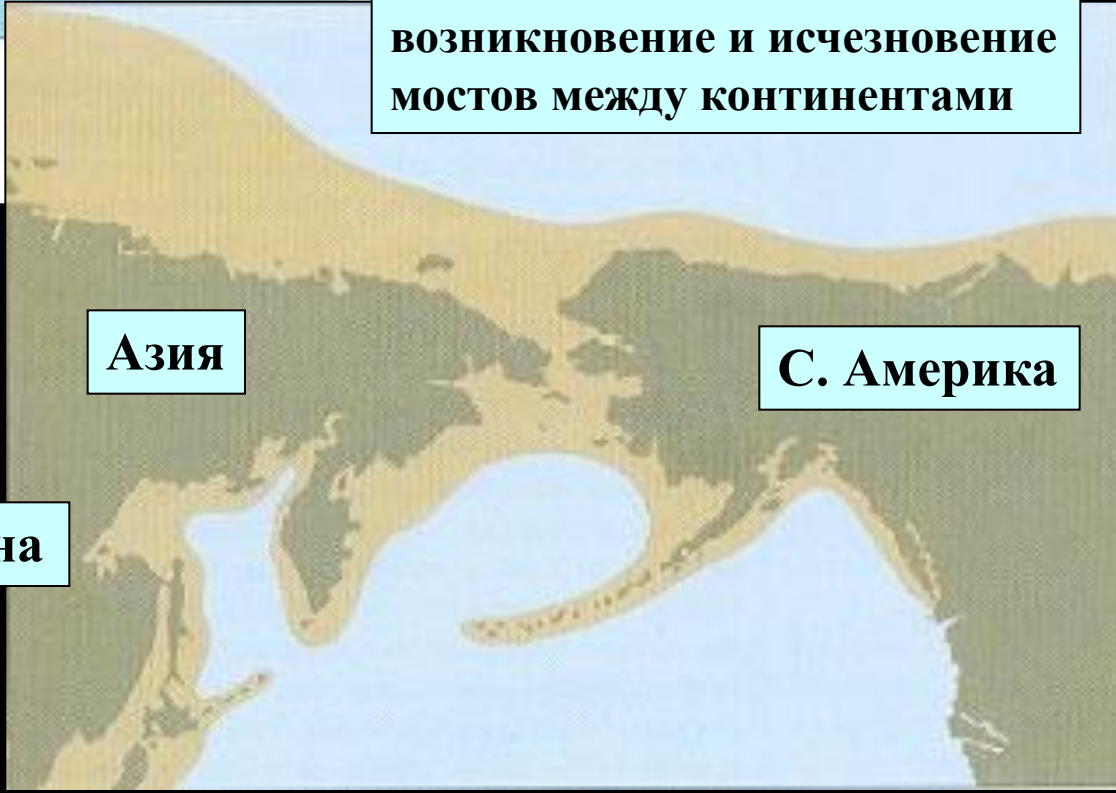 возникновение и исчезновение
мостов между континентами
Азия
С. Америка
на